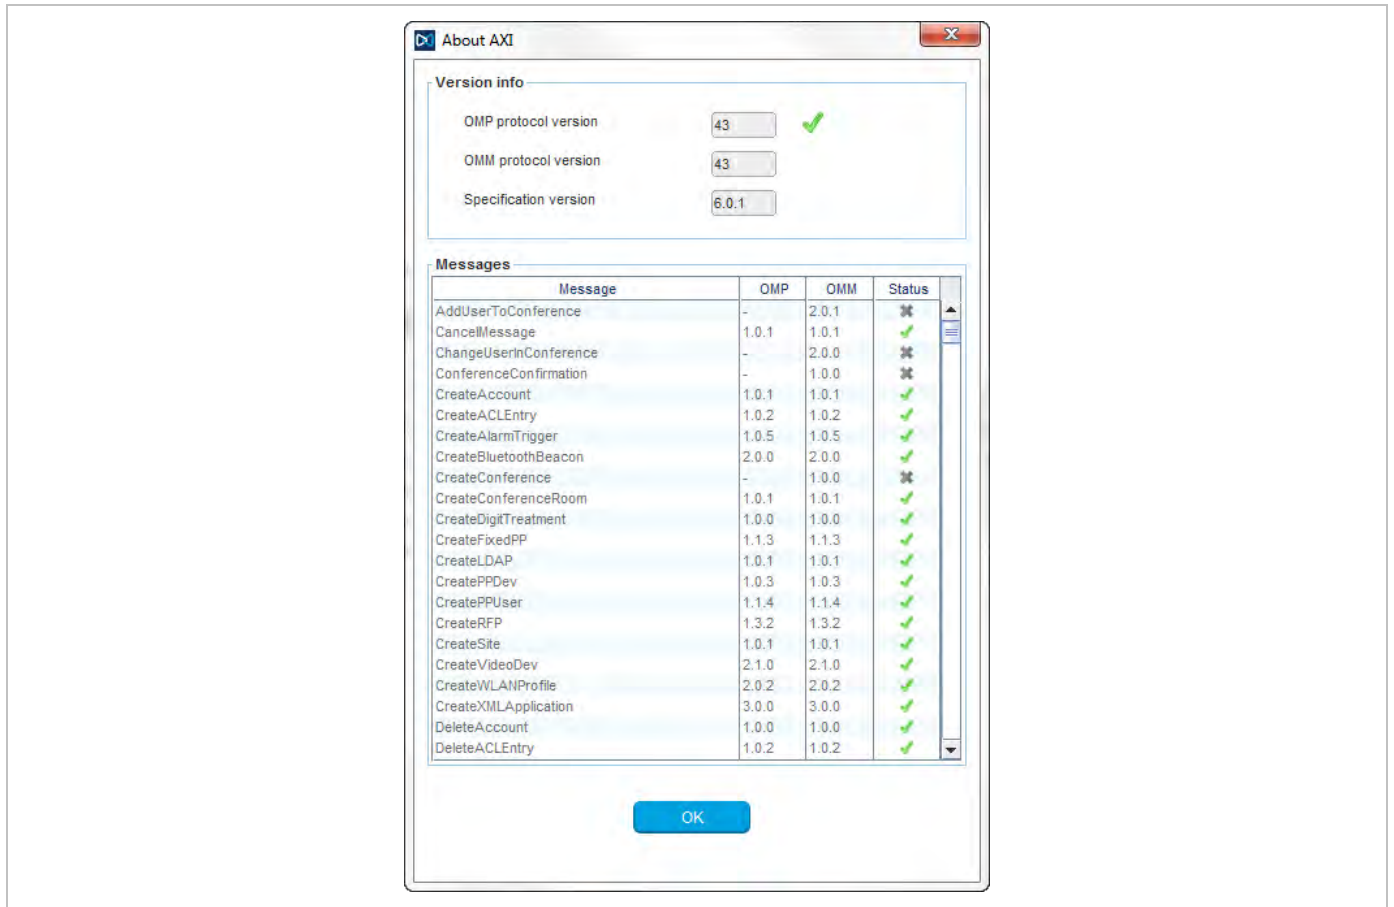 About AXI
Version info
OMP protocol version 43
OMM protocol version 43
Specification version 6.0.1
Messages
Message OMP OMM Status
AddUserToConference - 2.0.1
CancelMessage 1.0.1 1.0.1
ChangeUserInConference - 2.0.0
ConferenceConfirmation - 1.0.0
CreateAccount 1.0.1 1.0.1
CreateACLEntry 1.0.2 1.0.2
CreateAlarmTrigger 1.0.5 1.0.5
CreateBluetoothBeacon 2.0.0 2.0.0
CreateConference - 1.0.0
CreateConferenceRoom 1.0.1 1.0.1
CreateDigitTreatment 1.0.0 1.0.0
CreateFixedPP 1.1.3 1.1.3
CreateLDAP 1.0.1 1.0.1
CreatePPDev 1.0.3 1.0.3
CreatePPUser 1.1.4 1.1.4
CreateRFP 1.3.2 1.3.2
CreateSite 1.0.1 1.0.1
CreateVideoDev 2.1.0 2.1.0
CreateWLANProfile 2.0.2 2.0.2
CreateXMLApplication 3.0.0 3.0.0
DeleteAccount 1.0.0 1.0.0
DeleteACLEntry 1.0.2 1.0.2
OK